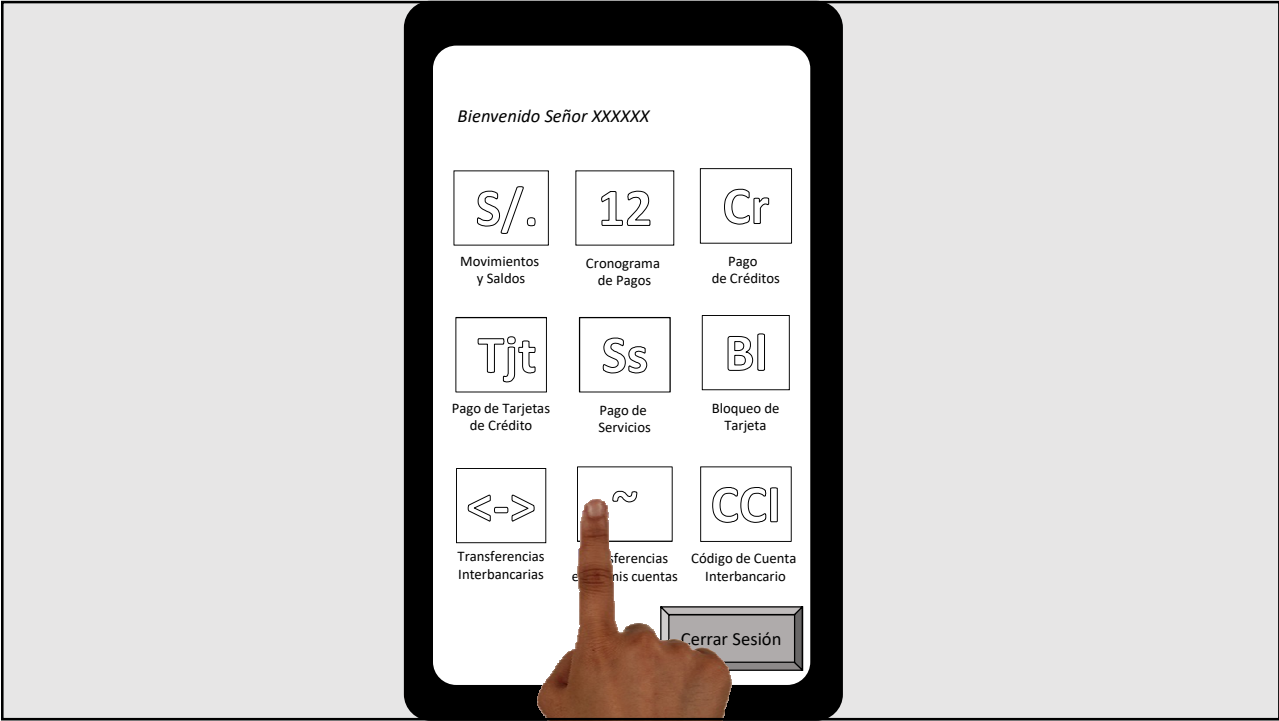 Bienvenido Señor XXXXXX
S/.
12
Cr
Movimientos
y Saldos
Cronograma
de Pagos
Pago
de Créditos
Tjt
Ss
Bl
Pago de Tarjetas
de Crédito
Pago de
Servicios
Bloqueo de
Tarjeta
<->
~
CCI
Transferencias
Interbancarias
mis cuentas
Código de Cuenta
Interbancario
Cerrar Sesión